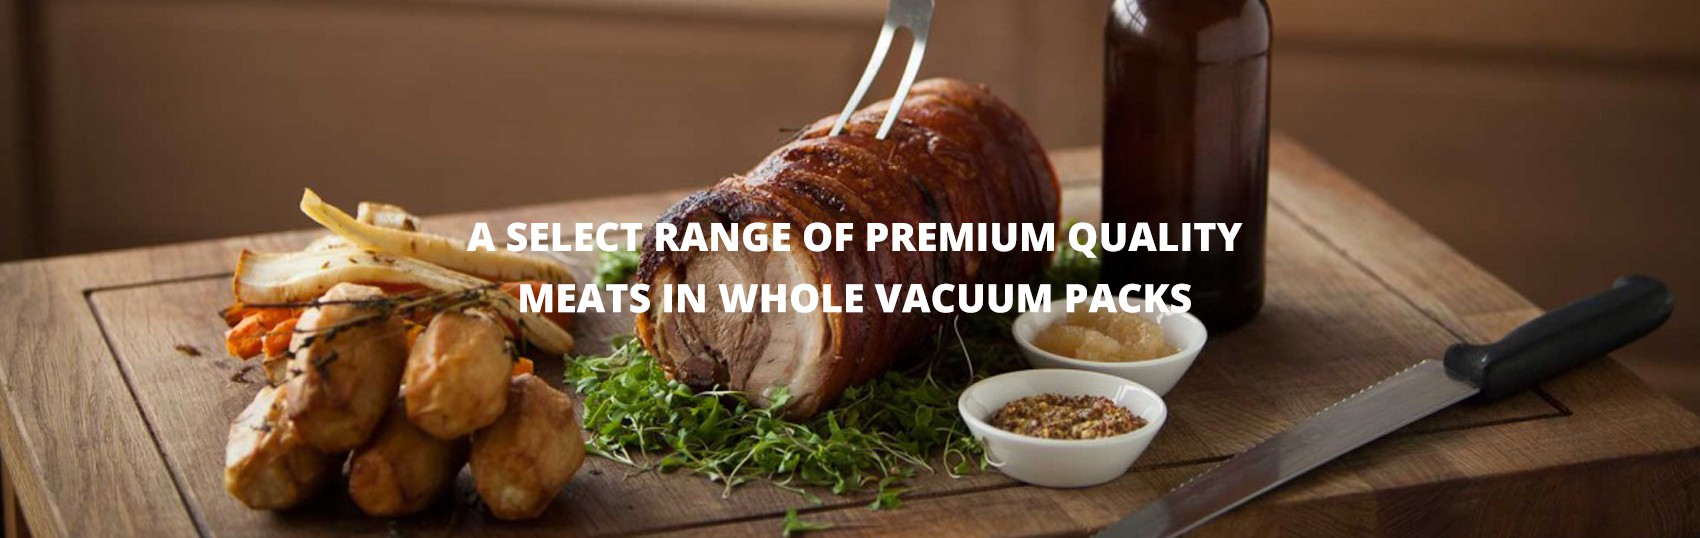 A SELECT RANGE OF PREMIUM QUALITY
MEATS IN WHOLE VACUUM PACKS